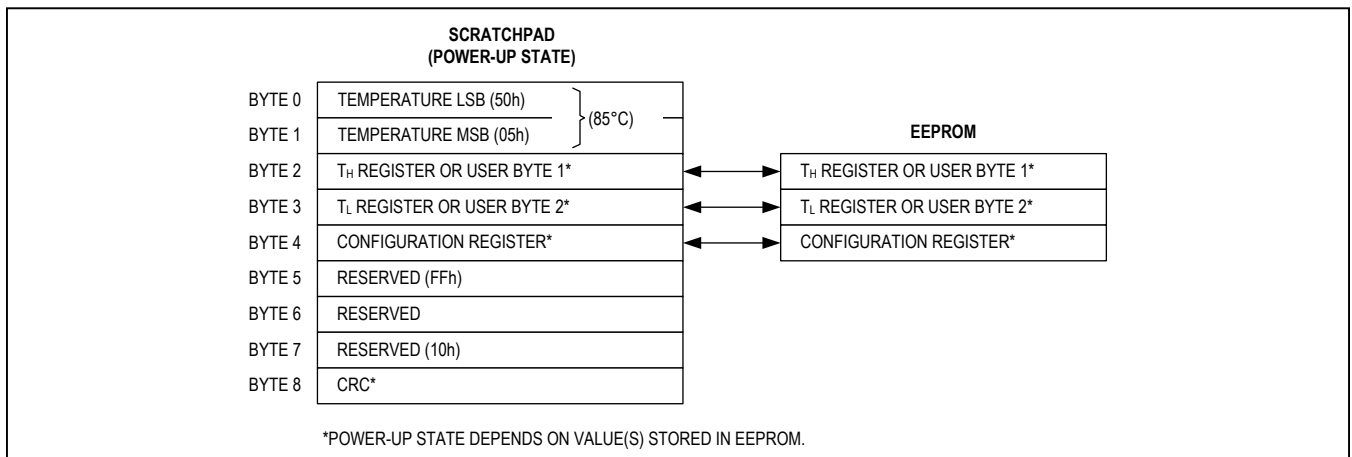 SCRATCHPAD
(POWER-UP STATE)
BYTE 0 TEMPERATURE LSB (50h)
(85°C)
BYTE 1 TEMPERATURE MSB (05h)
EEPROM
BYTE 2 TH REGISTER OR USER BYTE 1* TH REGISTER OR USER BYTE 1*
BYTE 3 TL REGISTER OR USER BYTE 2* TL REGISTER OR USER BYTE 2*
BYTE 4 CONFIGURATION REGISTER* CONFIGURATION REGISTER*
BYTE 5 RESERVED (FFh)
BYTE 6 RESERVED
BYTE 7 RESERVED (10h)
BYTE 8 CRC*
*POWER-UP STATE DEPENDS ON VALUE(S) STORED IN EEPROM.